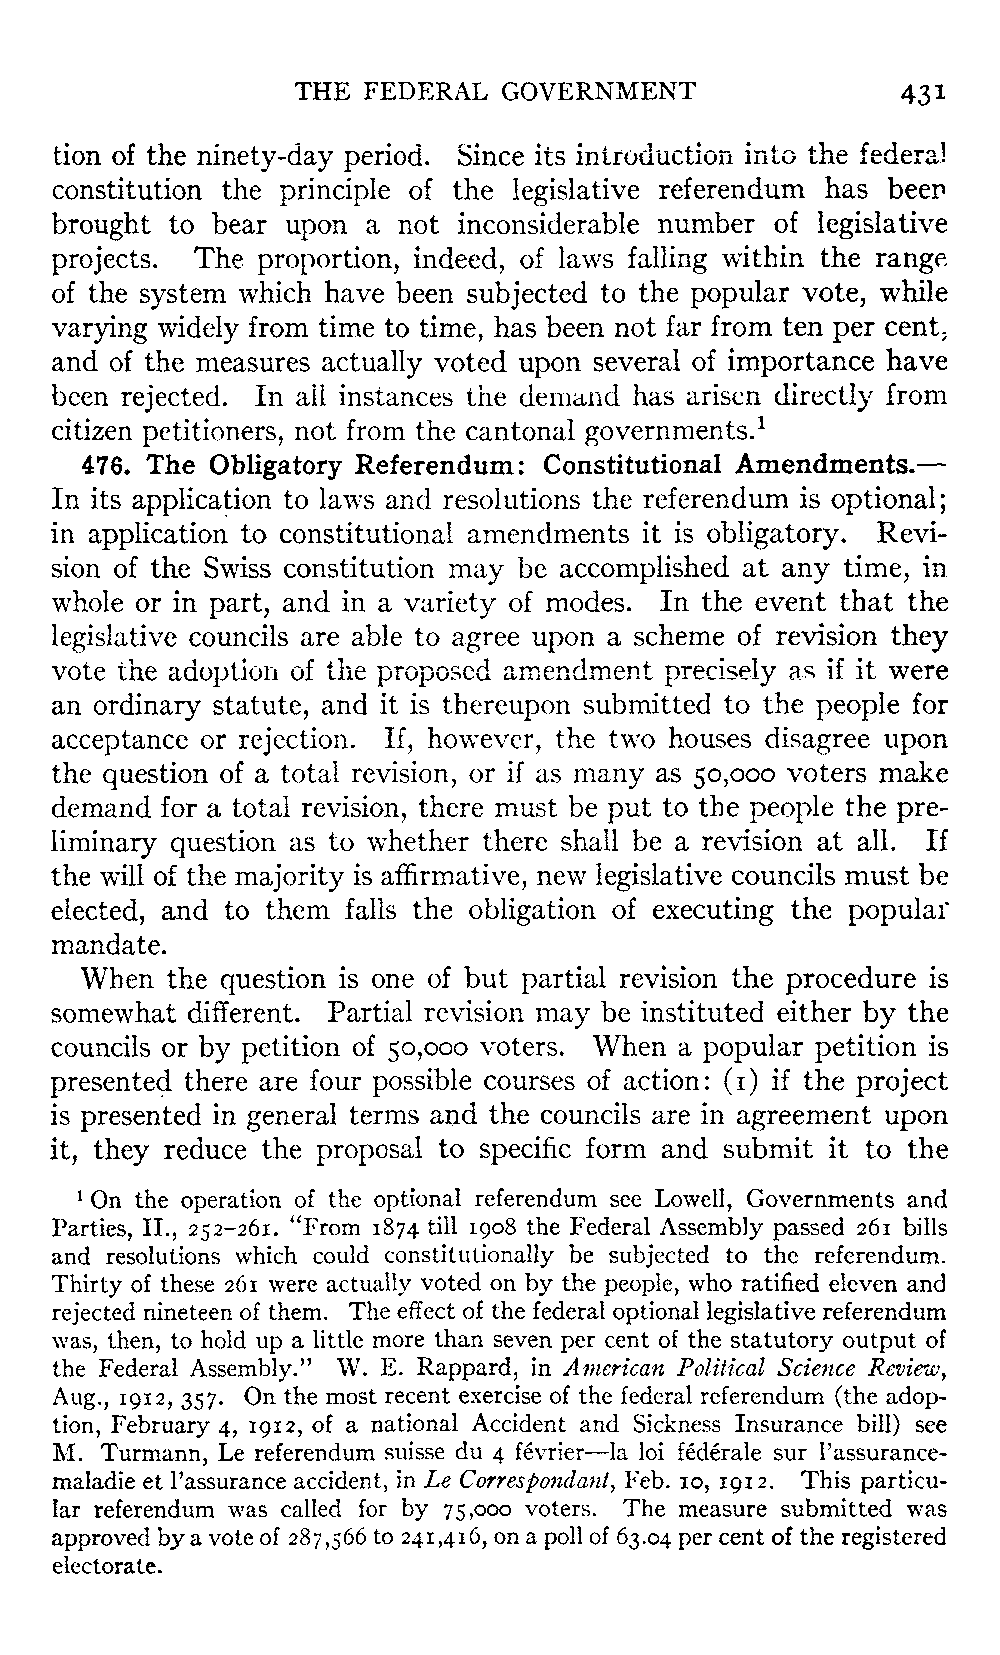 THE FEDERAL GOVERNMENT 431
tion of the ninety-day period. Since its introduction into the federal
constitution the principle of the legislative referendum has been
brought to bear upon a not inconsiderable number of legislative
projects. The proportion, indeed, of laws falling within the range
of the system which have been subjected to the popular vote, while
varying widely from time to time, has been not far from ten per cent,
and of the measures actually voted upon several of importance have
been rejected. In all instances the demand has arisen directly from
citizen petitioners, not from the cantonal governments.¹
476. The Obligatory Referendum: Constitutional Amendments.—
In its application to laws and resolutions the referendum is optional;
in application to constitutional amendments it is obligatory. Revi-
sion of the Swiss constitution may be accomplished at any time, in
whole or in part, and in a variety of modes. In the event that the
legislative councils are able to agree upon a scheme of revision they
vote the adoption of the proposed amendment precisely as if it were
an ordinary statute, and it is thereupon submitted to the people for
acceptance or rejection. If, however, the two houses disagree upon
the question of a total revision, or if as many as 50,000 voters make
demand for a total revision, there must be put to the people the pre-
liminary question as to whether there shall be a revision at all. If
the will of the majority is affirmative, new legislative councils must be
elected, and to them falls the obligation of executing the popular
mandate.
When the question is one of but partial revision the procedure is
somewhat different. Partial revision may be instituted either by the
councils or by petition of 50,000 voters. When a popular petition is
presented there are four possible courses of action: (1) if the project
is presented in general terms and the councils are in agreement upon
it, they reduce the proposal to specific form and submit it to the
¹ On the operation of the optional referendum see Lowell, Governments and
Parties, II., 252–261. "From 1874 till 1908 the Federal Assembly passed 261 bills
and resolutions which could constitutionally be subjected to the referendum.
Thirty of these 261 were actually voted on by the people, who ratified eleven and
rejected nineteen of them. The effect of the federal optional legislative referendum
was, then, to hold up a little more than seven per cent of the statutory output of
the Federal Assembly." W. E. Rappard, in American Political Science Review,
Aug., 1912, 357. On the most recent exercise of the federal referendum (the adop-
tion, February 4, 1912, of a national Accident and Sickness Insurance bill) see
M. Turmann, Le referendum suisse du 4 février—la loi fédérale sur l'assurance-
maladie et l'assurance accident, in Le Correspondant, Feb. 10, 1912. This particu-
lar referendum was called for by 75,000 voters. The measure submitted was
approved by a vote of 287,566 to 241,416, on a poll of 63.04 per cent of the registered
electorate.